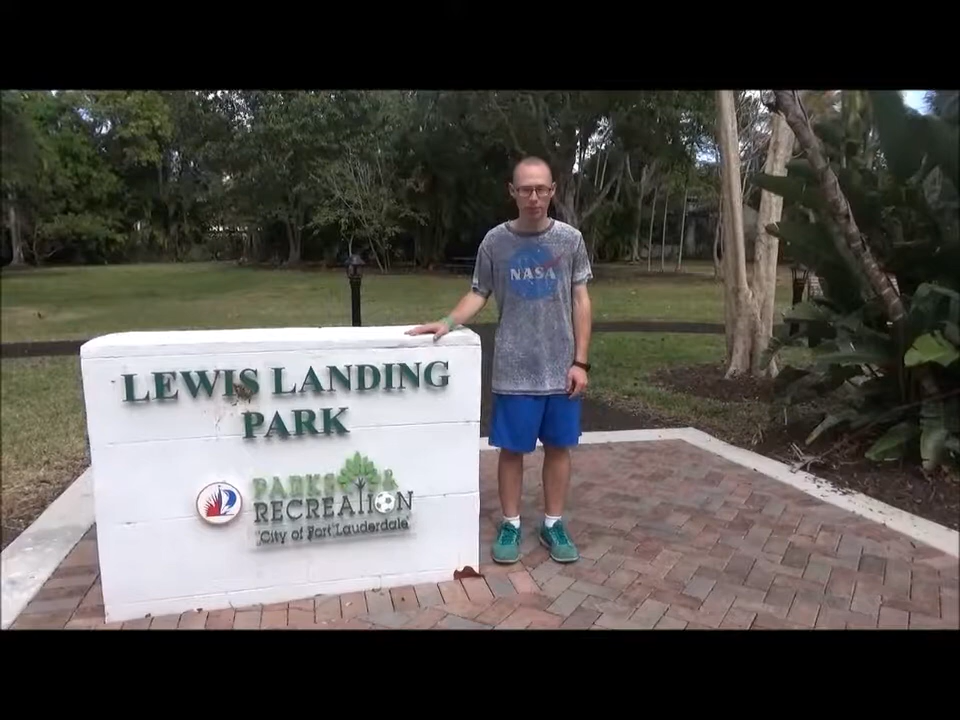 LEWIS LANDING
PARK
PARKS &
RECREATION
City of Fort Lauderdale
NASA